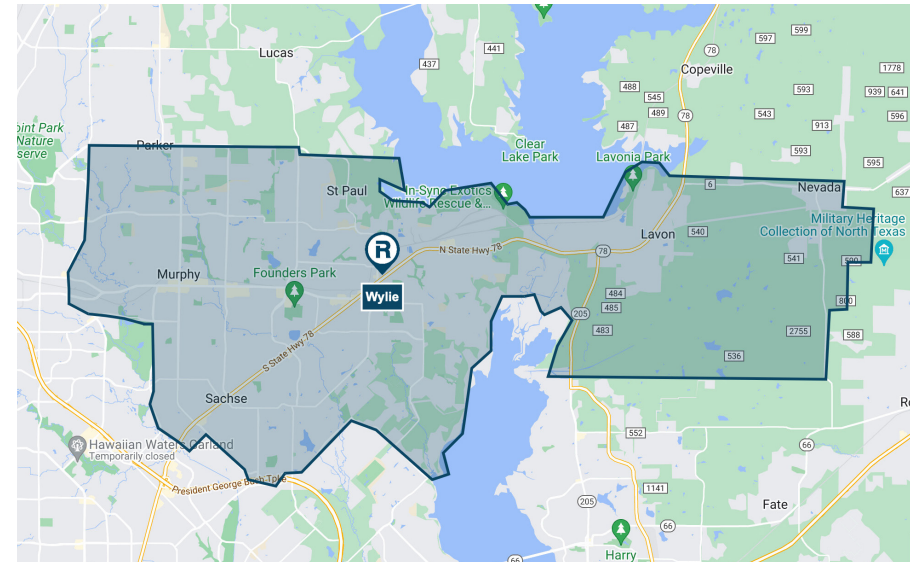 Lucas
441
437
78
Copeville
597
599
1778
488
545
489
593
939
641
487
78
543
596
913
oint Park
Nature
serve
Parker
Clear
Lake Park
Lavonia Park
593
595
St Paul
In-Sync Exotics
Wildlife Rescue &...
6
Nevada
637
Military Heritage
Collection of North Texas
R
N State Hwy 78
78
Lavon
540
541
Murphy
Founders Park
Wylie
484
485
800
205
483
2755
588
536
S State Hwy 78
Sachse
552
66
Hawaiian Waters Garland
Temporarily closed
President George Bush Tpke
1141
205
Fate
66
Harry
66